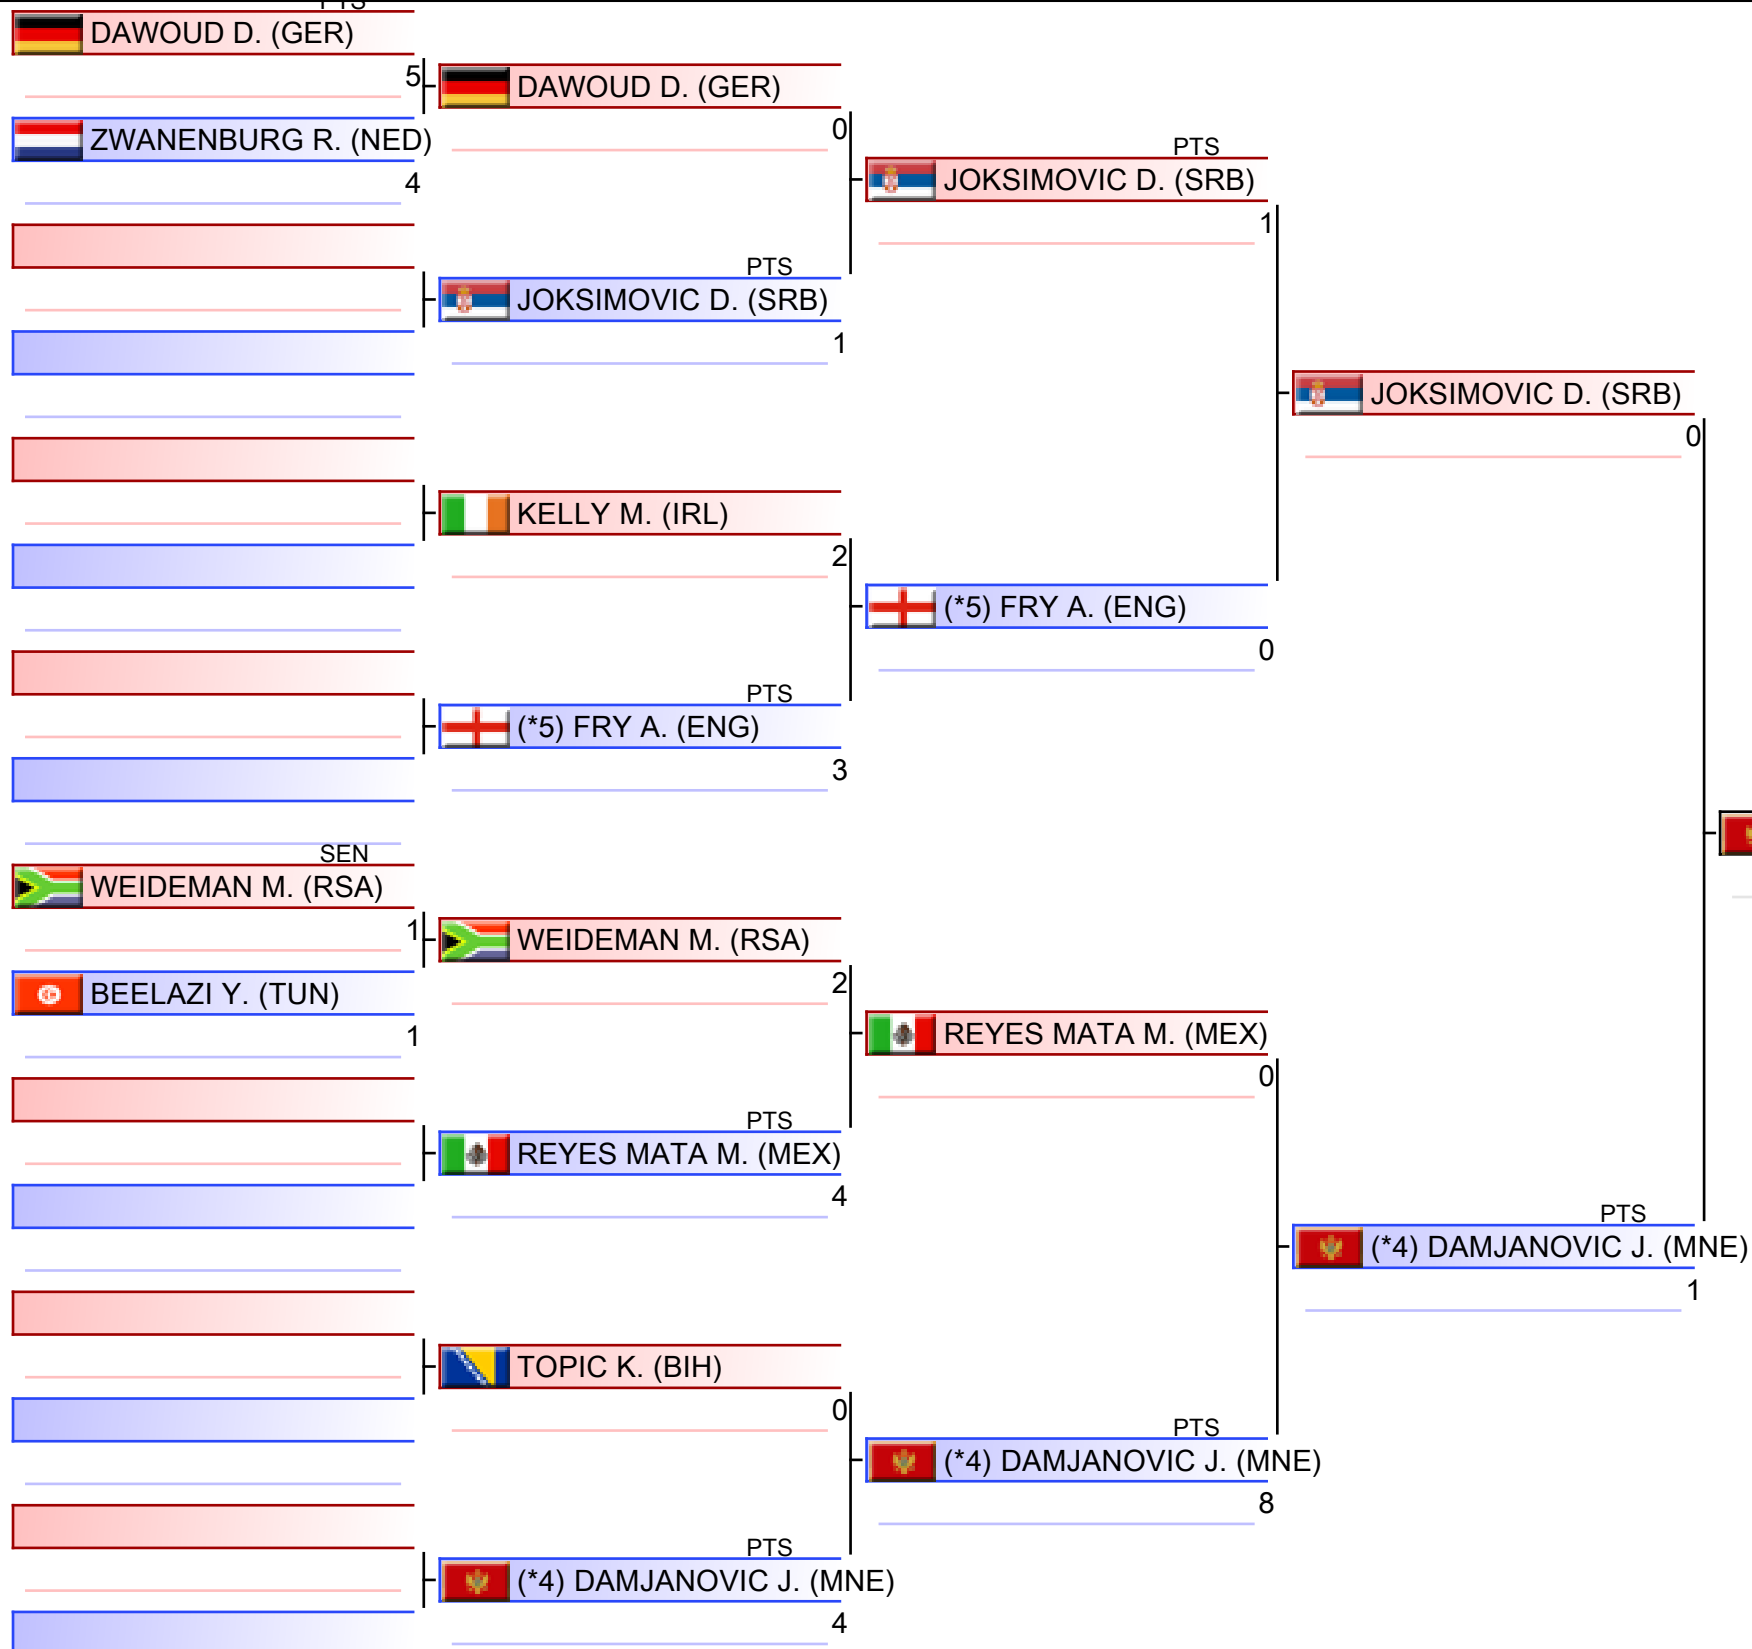 PTS
DAWOUD D. (GER)
5
ZWANENBURG R. (NED)
4
WEIDEMAN M. (RSA)
SEN
1
BEELAZI Y. (TUN)
1
DAWOUD D. (GER)
0
PTS
JOKSIMOVIC D. (SRB)
1
KELLY M. (IRL)
2
PTS
(*5) FRY A. (ENG)
3
WEIDEMAN M. (RSA)
2
PTS
REYES MATA M. (MEX)
4
TOPIC K. (BIH)
0
PTS
(*4) DAMJANOVIC J. (MNE)
4
PTS
JOKSIMOVIC D. (SRB)
1
(*5) FRY A. (ENG)
0
REYES MATA M. (MEX)
0
PTS
(*4) DAMJANOVIC J. (MNE)
8
JOKSIMOVIC D. (SRB)
0
PTS
(*4) DAMJANOVIC J. (MNE)
1